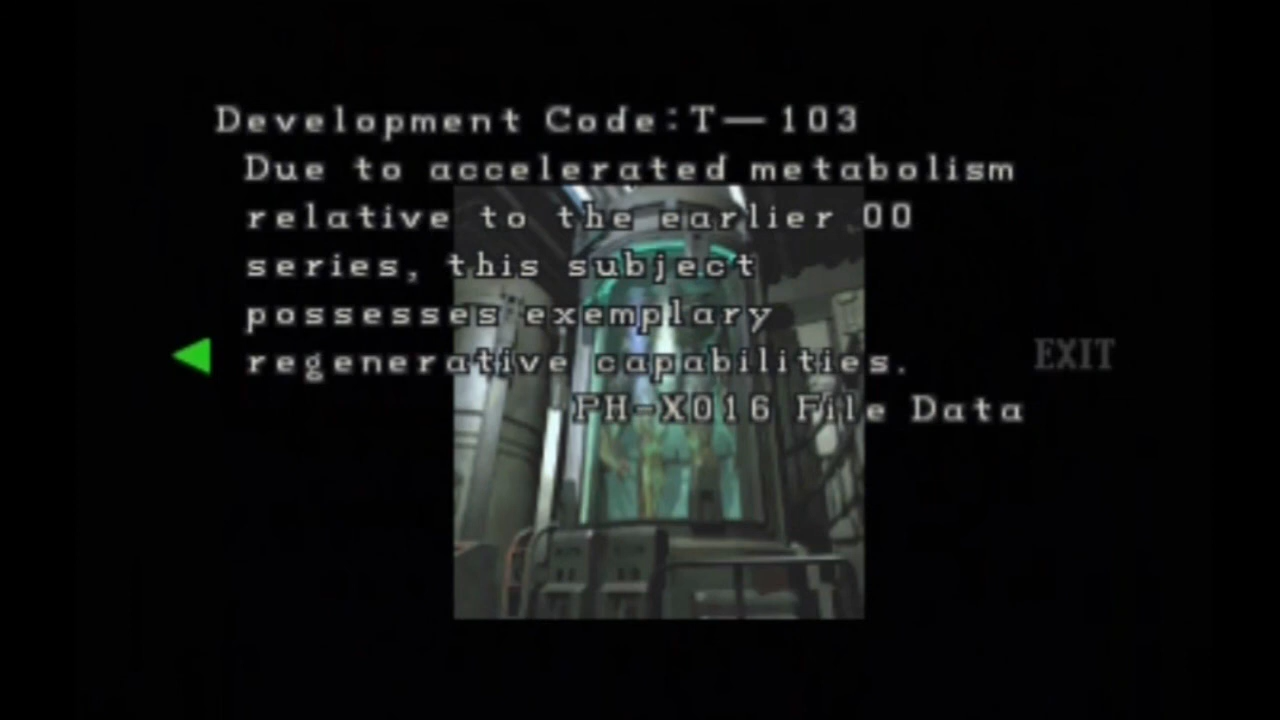 Development Code:T—103
Due to accelerated metabolism
relative to the earlier 00
series, this subject
possesses exemplary
regenerative capabilities.
EXIT
PH-X016 File Data